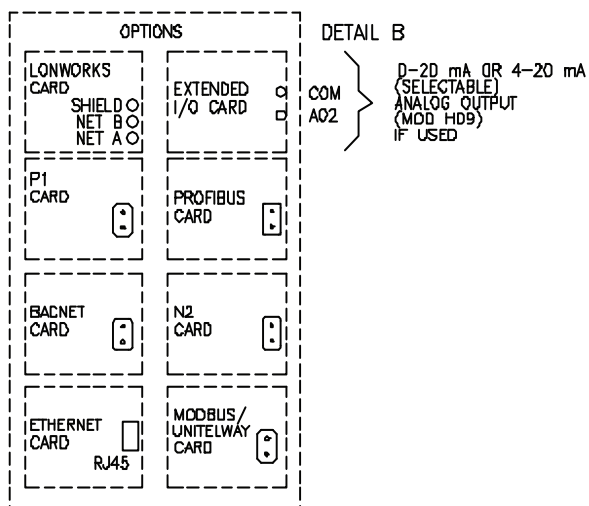 OPTIONS
DETAIL B
LONWORKS
CARD
SHIELD
NET B
NET A
EXTENDED
I/O CARD
COM
AO2
0-20 mA OR 4-20 mA
(SELECTABLE)
ANALOG OUTPUT
(MOD HD9)
IF USED
P1
CARD
PROFIBUS
CARD
BACNET
CARD
N2
CARD
ETHERNET
CARD
RJ45
MODBUS/
UNITELWAY
CARD